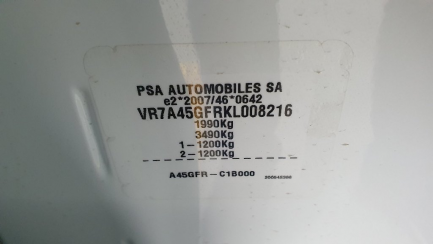 PSA AUTOMOBILES SA
e2*2007/46*0642
VR7A45GFRKL008216
1990Kg
3490Kg
1-1200Kg
2-1200Kg
A45GFR-C1B000